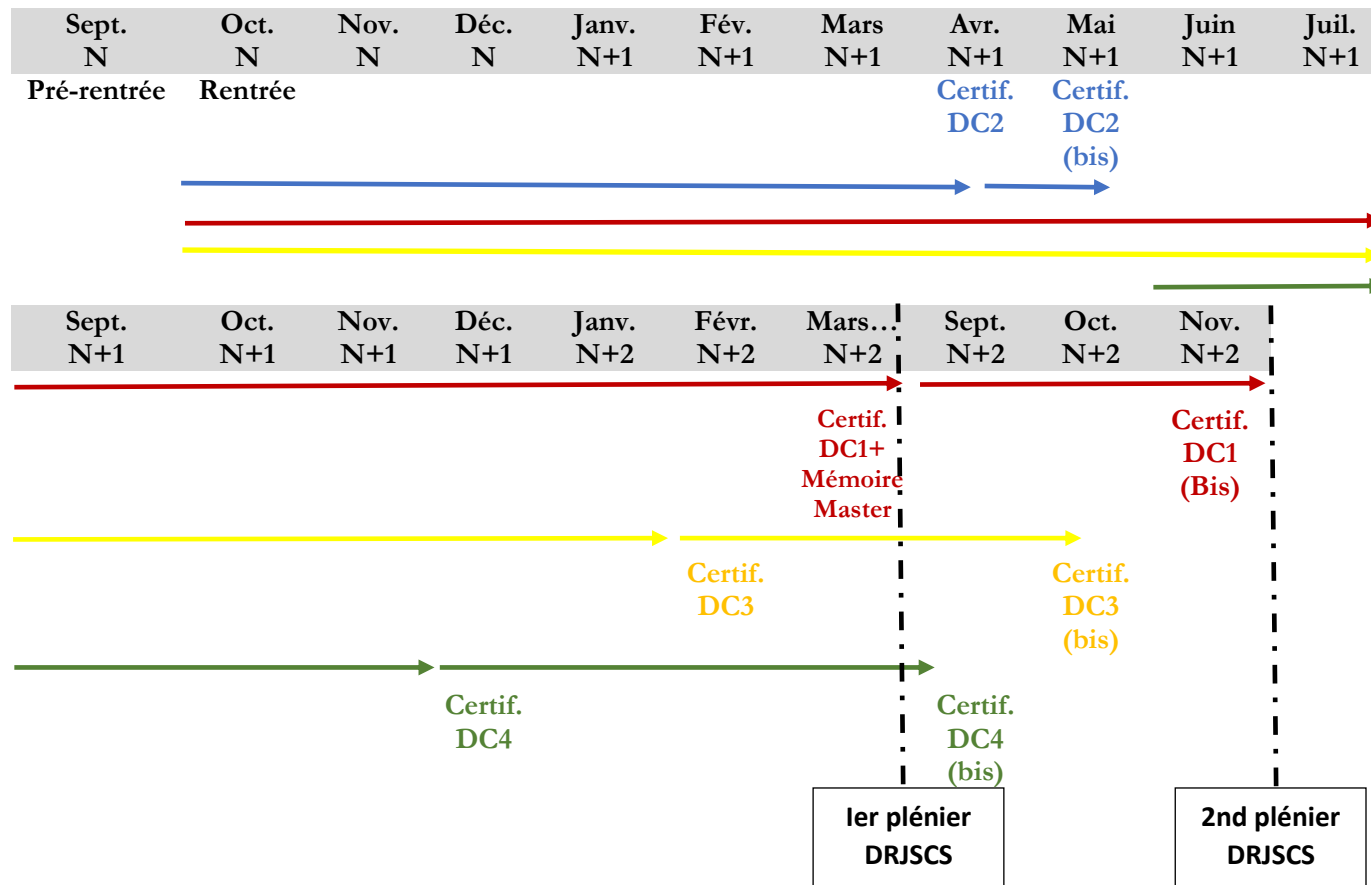 Sept. Oct. Nov. Déc. Janv. Fév. Mars Avr. Mai Juin Juil.
N N N N N+1 N+1 N+1 N+1 N+1 N+1 N+1
Pré-rentrée Rentrée Certif. Certif.
DC2 DC2
(bis)
Sept. Oct. Nov. Déc. Janv. Févr. Mars… Sept. Oct. Nov.
N+1 N+1 N+1 N+1 N+2 N+2 N+2 N+2 N+2 N+2
Certif. Certif.
DC1+ DC1
Mémoire (Bis)
Master
Certif. Certif.
DC3 DC3
(bis)
Certif. Certif.
DC4 DC4
(bis)
Ier plénier 2nd plénier
DRJSCS DRJSCS